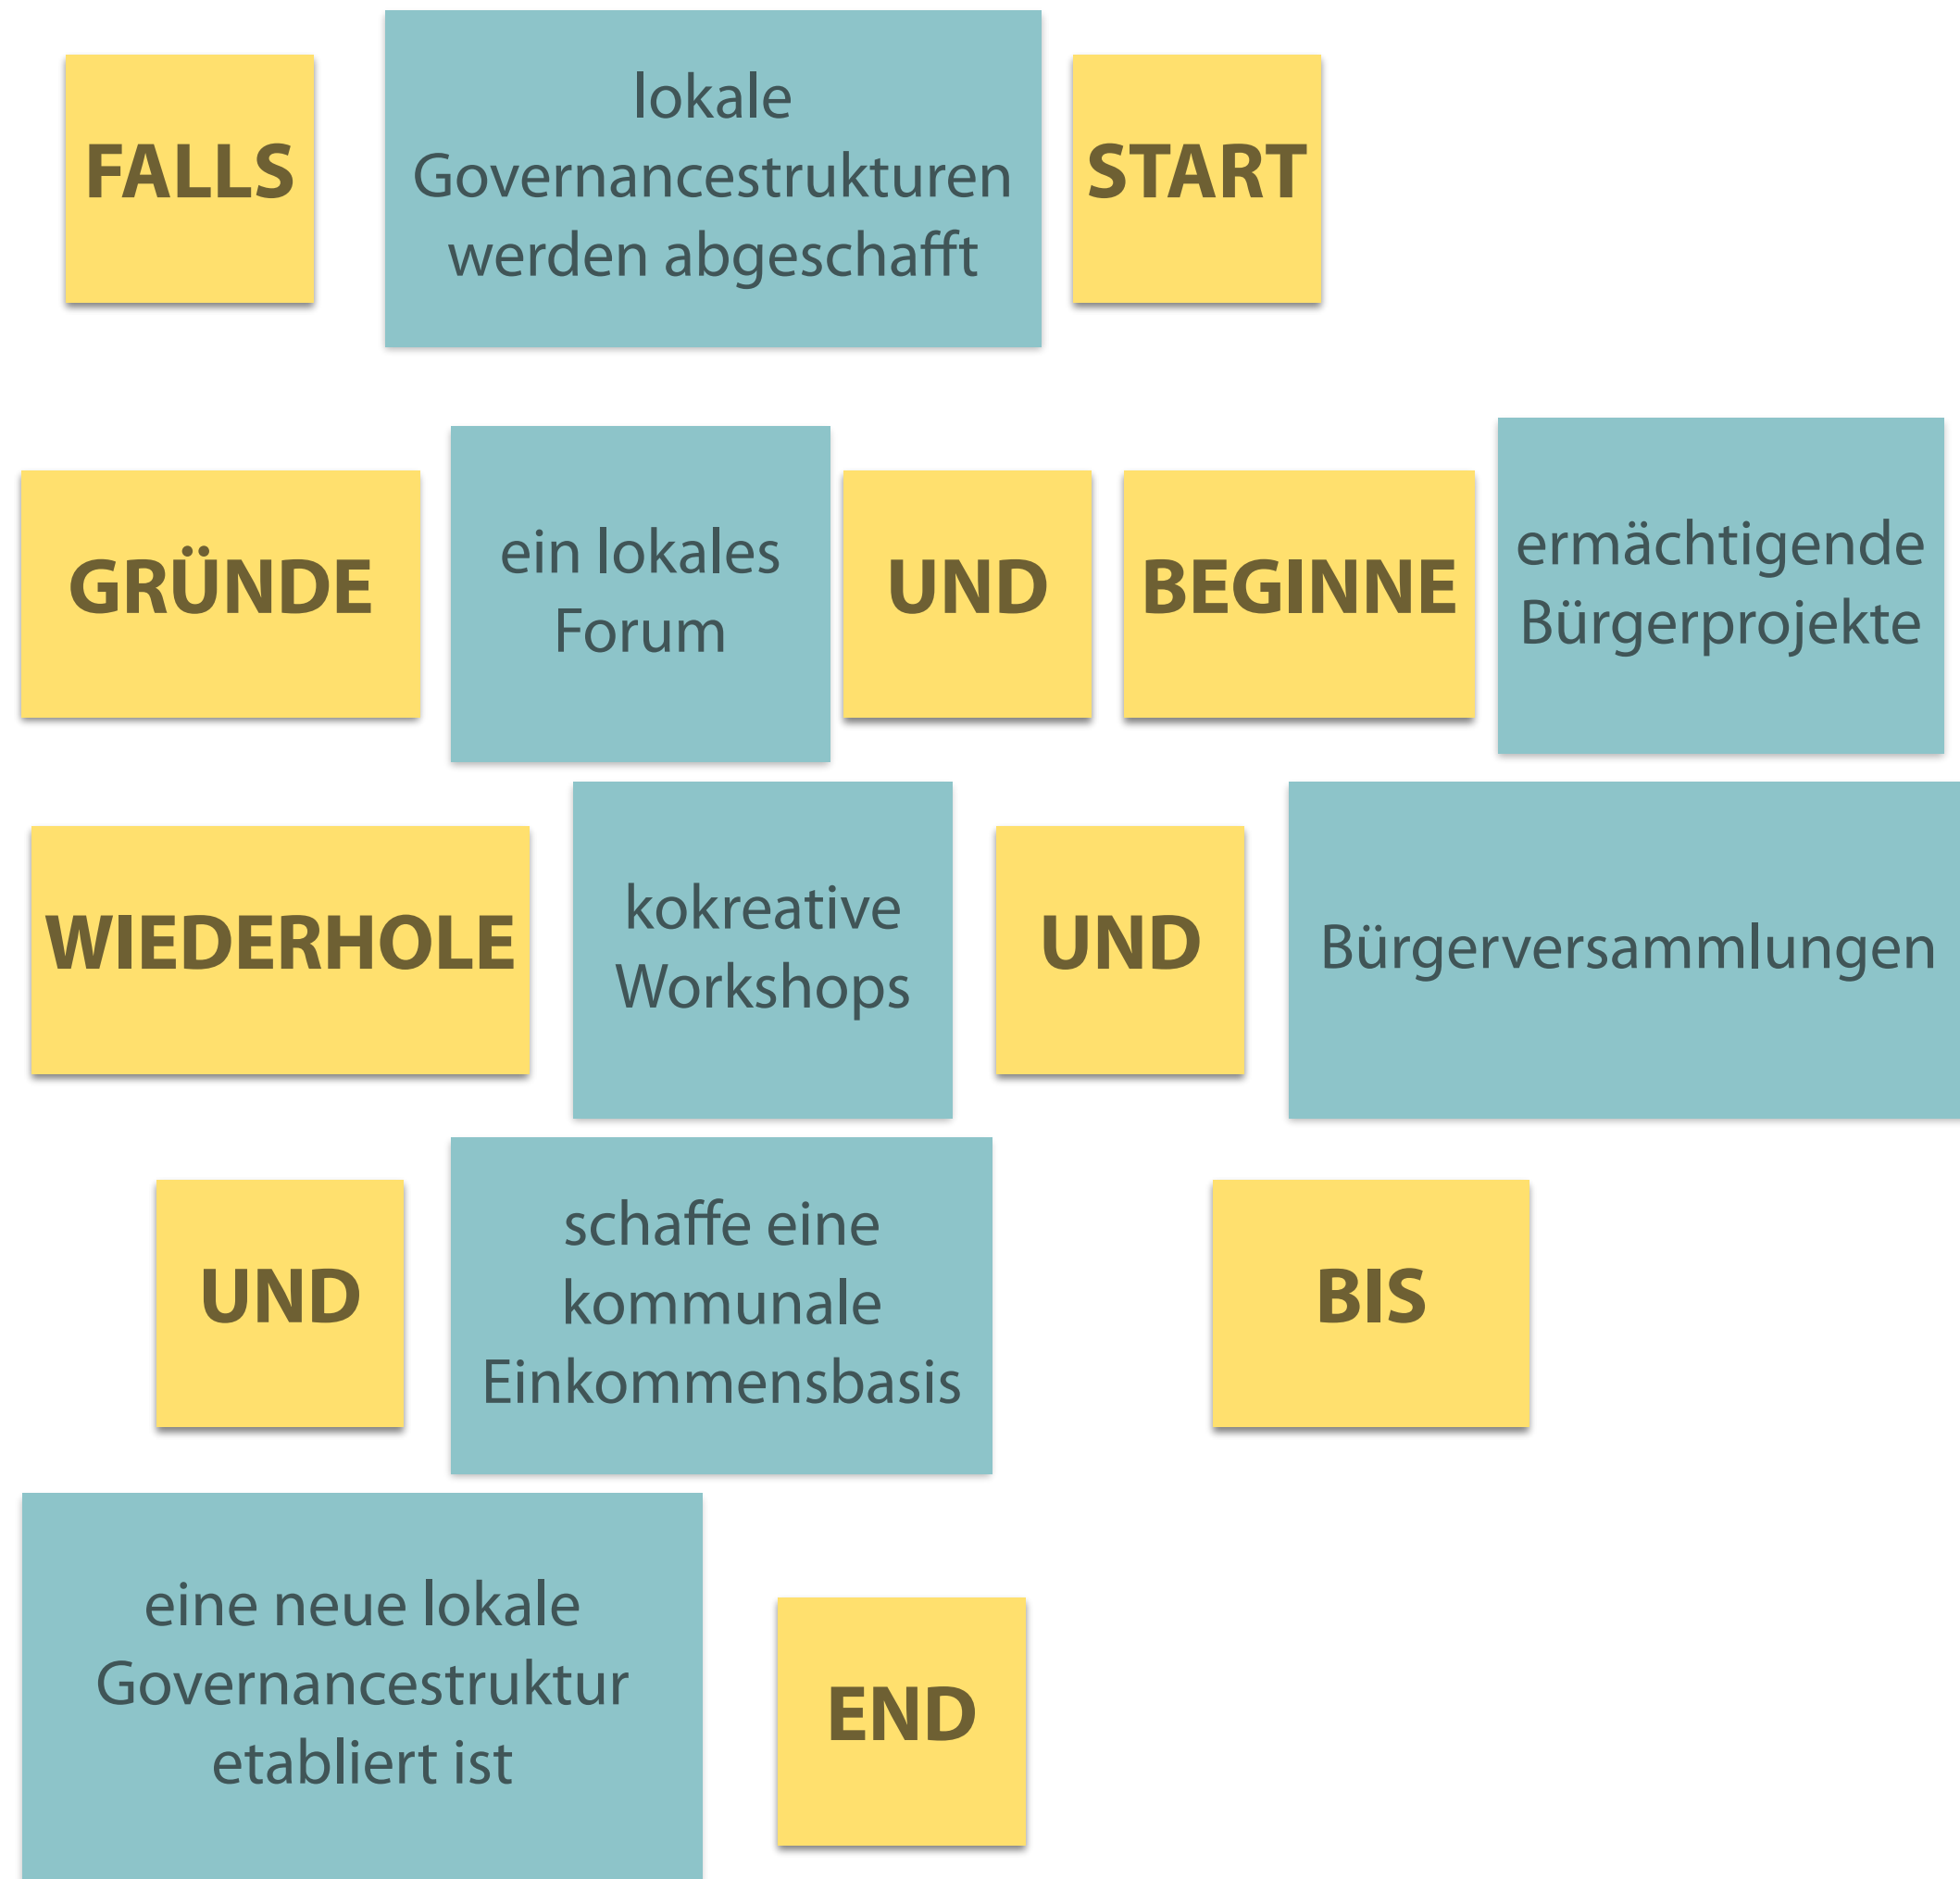 FALLS
lokale
Governancestrukturen
werden abgeschafft
START
GRÜNDE
ein lokales
Forum
UND
BEGINNE
ermächtigende
Bürgerprojekte
WIEDERHOLE
kokreative
Workshops
UND
Bürgerversammlungen
UND
schaffe eine
kommunale
Einkommensbasis
BIS
eine neue lokale
Governancestruktur
etabliert ist
END